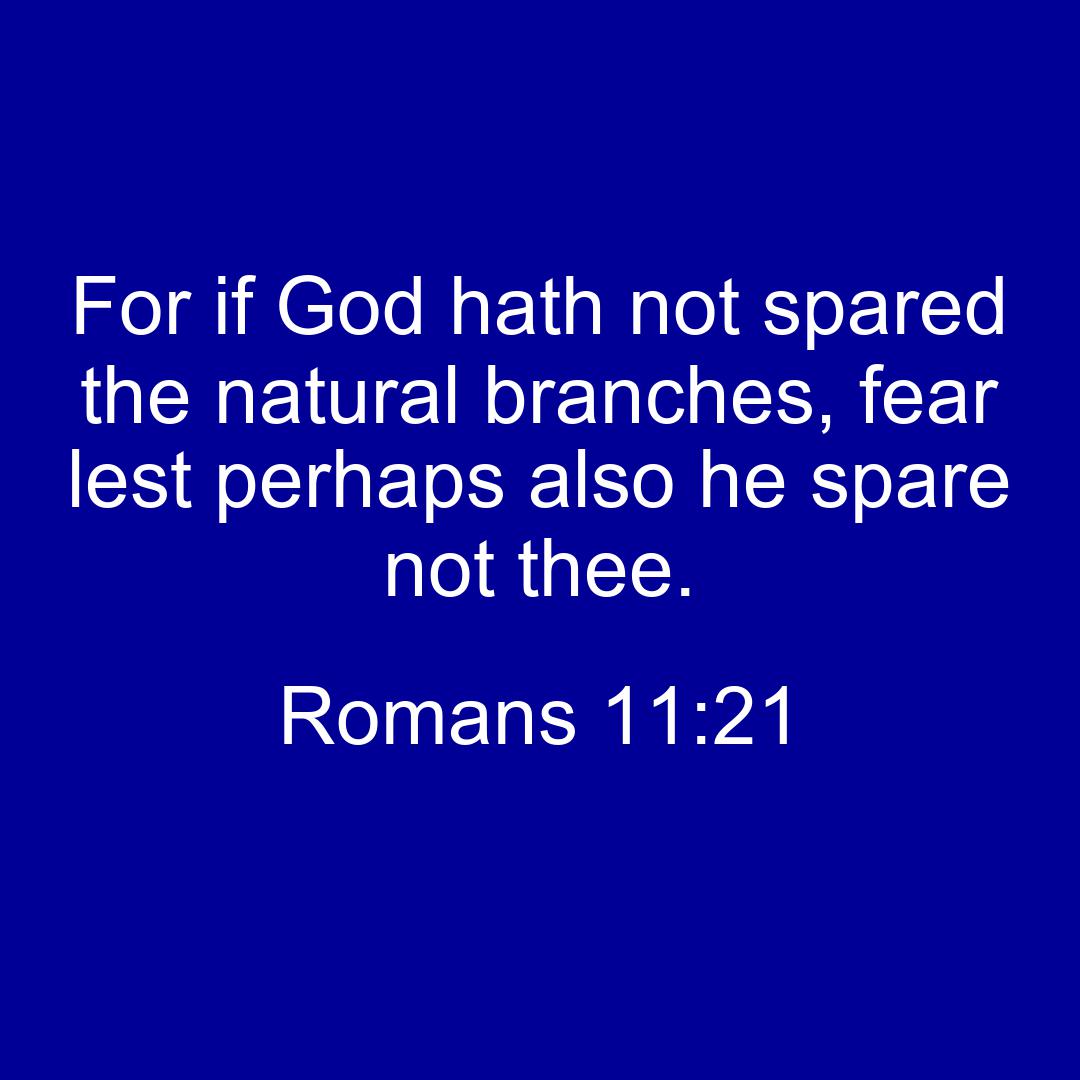 For if God hath not spared
the natural branches, fear
lest perhaps also he spare
not thee.
Romans 11:21